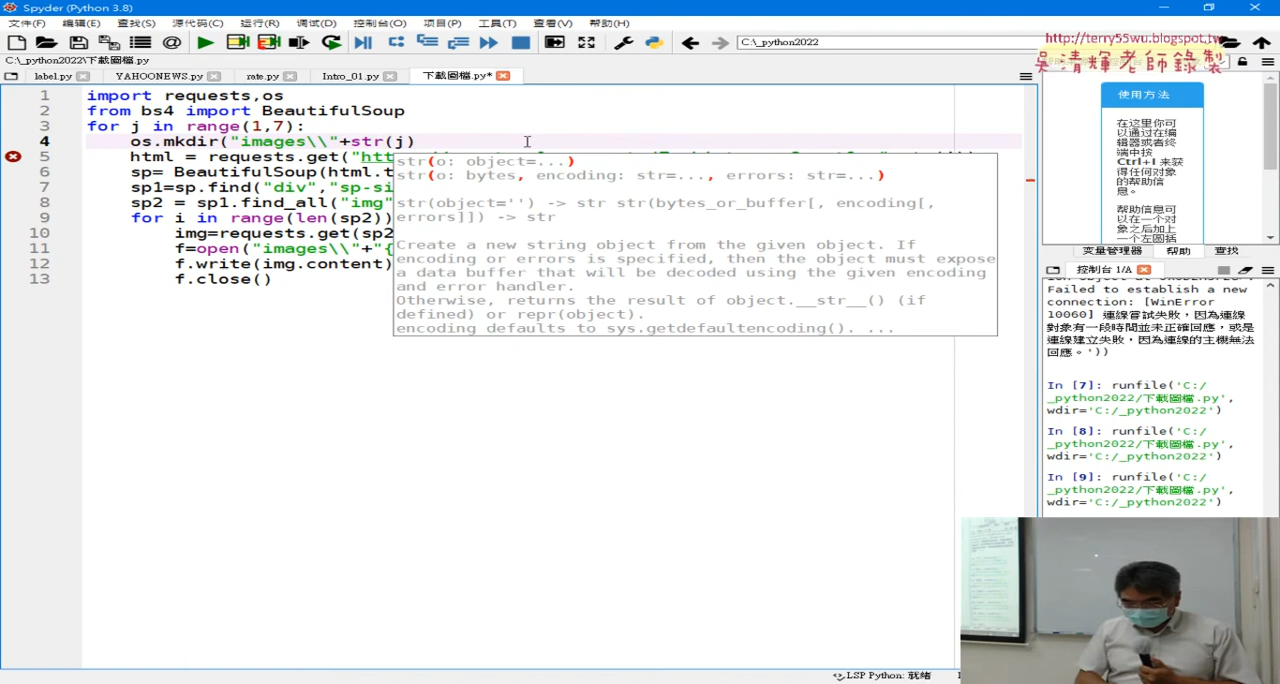 Spyder (Python 3.8)
文件(F) 编辑(E) 查找(S) 源代码(C) 运行(R) 调试(D) 控制台(O) 项目(P) 工具(T) 查看(V) 帮助(H)
C:\_python2022
http://terry55wu.blogspot.tw
吳清輝老師錄製
C:\_python2022\下載圖檔.py
label.py YAHOONEWS.py rate.py Intro_01.py 下載圖檔.py*
1 import requests,os
2 from bs4 import BeautifulSoup
3 for j in range(1,7):
4 os.mkdir("images\\"+str(j)
5 html = requests.get("htt
6 sp= BeautifulSoup(html.t
7 sp1=sp.find("div","sp-si
8 sp2 = sp1.find_all("img"
9 for i in range(len(sp2))
10 img=requests.get(sp2
11 f=open("images\\"+"{
12 f.write(img.content)
13 f.close()
str(o: object=...)
str(o: bytes, encoding: str=..., errors: str=...)
str(object='') -> str str(bytes_or_buffer[, encoding[,
errors]]) -> str
Create a new string object from the given object. If
encoding or errors is specified, then the object must expose
a data buffer that will be decoded using the given encoding
and error handler.
Otherwise, returns the result of object.__str__() (if
defined) or repr(object).
encoding defaults to sys.getdefaultencoding(). ...
使用方法
在这里你可
以通过在编
辑器或者终
端中按
Ctrl+I 来获
得任何对象
的帮助信
息。
帮助信息可
以在一个对
象之后加上
一个左圆括
变量管理器 帮助 查找
控制台 1/A
Failed to establish a new
connection: [WinError
10060] 連線嘗試失敗，因為連線
對象有一段時間並未正確回應，或是
連線建立失敗，因為連線的主機無法
回應。'))
In [7]: runfile('C:/
_python2022/下載圖檔.py',
wdir='C:/_python2022')
In [8]: runfile('C:/
_python2022/下載圖檔.py',
wdir='C:/_python2022')
In [9]: runfile('C:/
_python2022/下載圖檔.py',
wdir='C:/_python2022')
LSP Python: 就绪